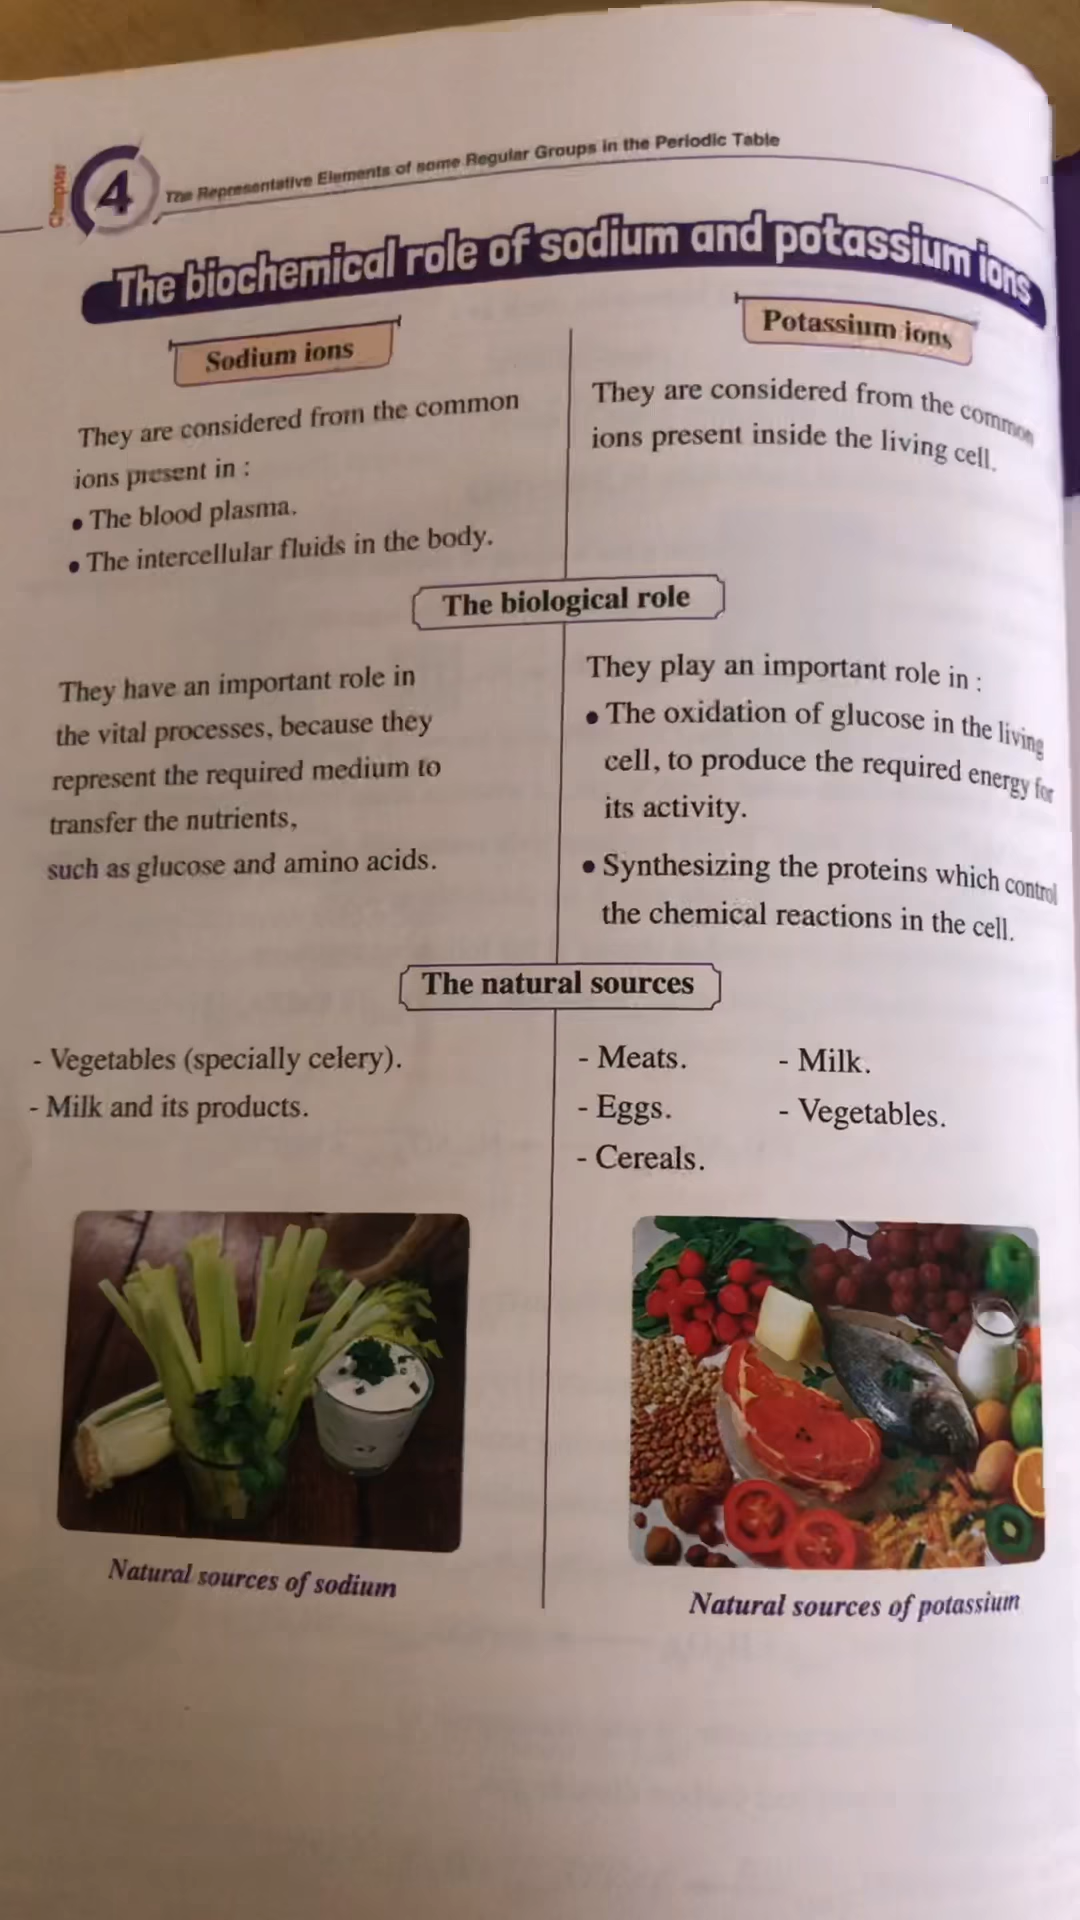 Chapter
4
The Representative Elements of some Regular Groups in the Periodic Table
The biochemical role of sodium and potassium ions
Sodium ions
They are considered from the common
ions present in :
• The blood plasma.
• The intercellular fluids in the body.
Potassium ions
They are considered from the common
ions present inside the living cell.
The biological role
They have an important role in
the vital processes, because they
represent the required medium to
transfer the nutrients,
such as glucose and amino acids.
They play an important role in :
• The oxidation of glucose in the living
cell, to produce the required energy for
its activity.
• Synthesizing the proteins which control
the chemical reactions in the cell.
The natural sources
- Vegetables (specially celery).
- Milk and its products.
- Meats. - Milk.
- Eggs. - Vegetables.
- Cereals.
Natural sources of sodium
Natural sources of potassium